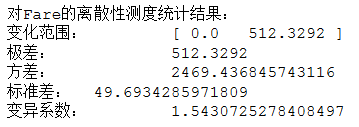 对Fare的离散性测度统计结果:
变化范围: [ 0.0 512.3292 ]
极差: 512.3292
方差: 2469.436845743116
标准差: 49.6934285971809
变异系数: 1.5430725278408497